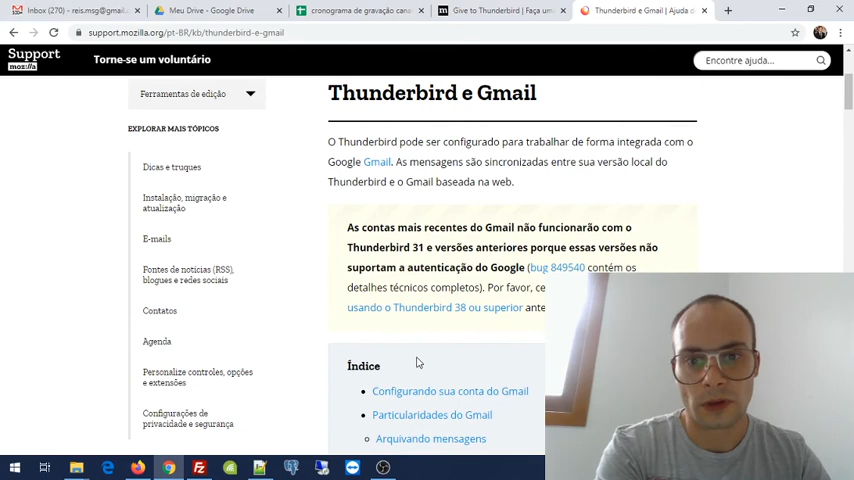 Inbox (270) - reis.msg@gmail.
Meu Drive - Google Drive
cronograma de gravação cana
Give to Thunderbird | Faça um
Thunderbird e Gmail | Ajuda d
support.mozilla.org/pt-BR/kb/thunderbird-e-gmail
Support
moz://a
Torne-se um voluntário
Encontre ajuda...
Ferramentas de edição
EXPLORAR MAIS TÓPICOS
Dicas e truques
Instalação, migração e
atualização
E-mails
Fontes de notícias (RSS),
blogues e redes sociais
Contatos
Agenda
Personalize controles, opções
e extensões
Configurações de
privacidade e segurança
Thunderbird e Gmail
O Thunderbird pode ser configurado para trabalhar de forma integrada com o
Google Gmail. As mensagens são sincronizadas entre sua versão local do
Thunderbird e o Gmail baseada na web.
As contas mais recentes do Gmail não funcionarão com o
Thunderbird 31 e versões anteriores porque essas versões não
suportam a autenticação do Google (bug 849540 contém os
detalhes técnicos completos). Por favor, ce
usando o Thunderbird 38 ou superior ante
Índice
Configurando sua conta do Gmail
Particularidades do Gmail
Arquivando mensagens